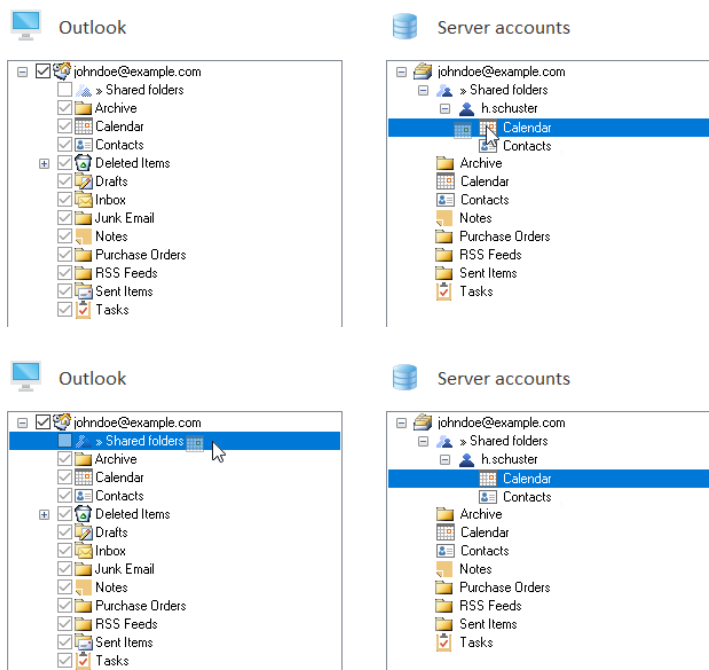 Outlook
johndoe@example.com
» Shared folders
Archive
Calendar
Contacts
Deleted Items
Drafts
Inbox
Junk Email
Notes
Purchase Orders
RSS Feeds
Sent Items
Tasks
Server accounts
johndoe@example.com
» Shared folders
h.schuster
Calendar
Contacts
Archive
Calendar
Contacts
Notes
Purchase Orders
RSS Feeds
Sent Items
Tasks
Outlook
johndoe@example.com
» Shared folders
Archive
Calendar
Contacts
Deleted Items
Drafts
Inbox
Junk Email
Notes
Purchase Orders
RSS Feeds
Sent Items
Tasks
Server accounts
johndoe@example.com
» Shared folders
h.schuster
Calendar
Contacts
Archive
Calendar
Contacts
Notes
Purchase Orders
RSS Feeds
Sent Items
Tasks